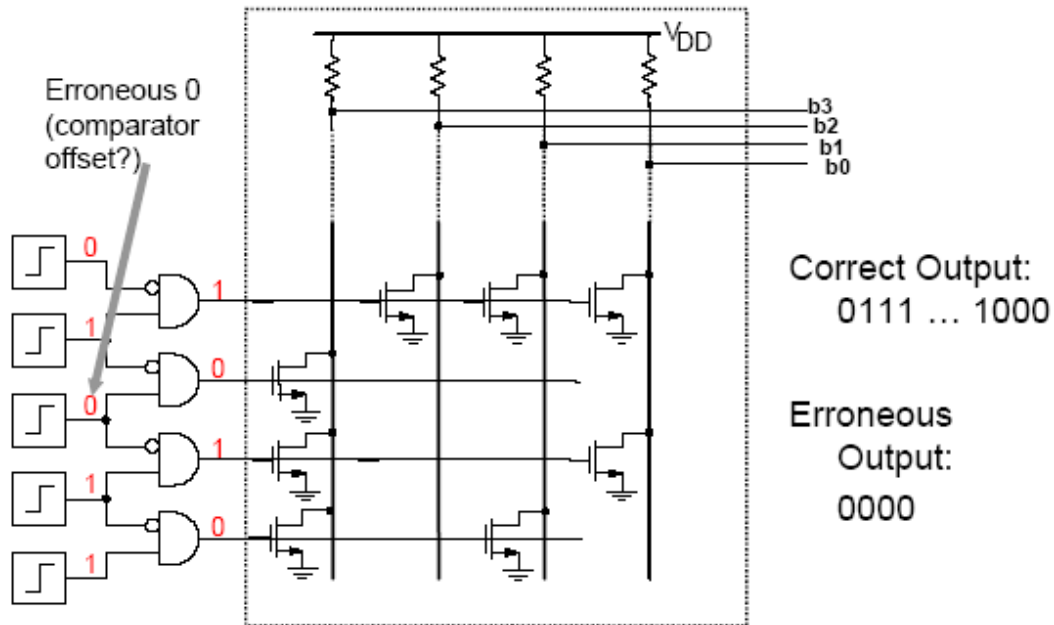 V_DD
Erroneous 0
(comparator
offset?)
b3
b2
b1
b0
0
1
1
0
0
1
1
0
1
Correct Output:
0111 ... 1000
Erroneous
Output:
0000